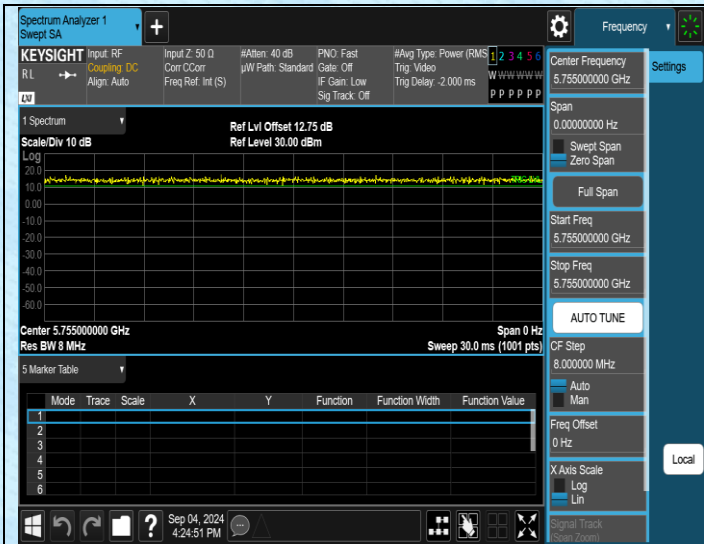 Spectrum Analyzer 1
Swept SA
+
Frequency
KEYSIGHT
RL
LXI
Input: RF
Coupling: DC
Align: Auto
Input Z: 50 Ω
Corr CCorr
Freq Ref: Int (S)
#Atten: 40 dB
µW Path: Standard
PNO: Fast
Gate: Off
IF Gain: Low
Sig Track: Off
#Avg Type: Power (RMS
Trig: Video
Trig Delay: -2.000 ms
1 2 3 4 5 6
W W W W W W
P P P P P P
1 Spectrum
Scale/Div 10 dB
Ref Lvl Offset 12.75 dB
Ref Level 30.00 dBm
Log
20.0
10.0
0.00
-10.0
-20.0
-30.0
-40.0
-50.0
-60.0
Center 5.755000000 GHz
Res BW 8 MHz
Span 0 Hz
Sweep 30.0 ms (1001 pts)
5 Marker Table
Mode Trace Scale X Y Function Function Width Function Value
1
2
3
4
5
6
Sep 04, 2024
4:24:51 PM
Center Frequency
5.755000000 GHz
Span
0.00000000 Hz
Swept Span
Zero Span
Full Span
Start Freq
5.755000000 GHz
Stop Freq
5.755000000 GHz
AUTO TUNE
CF Step
8.000000 MHz
Auto
Man
Freq Offset
0 Hz
X Axis Scale
Log
Lin
Signal Track
(Span Zoom)
Settings
Local